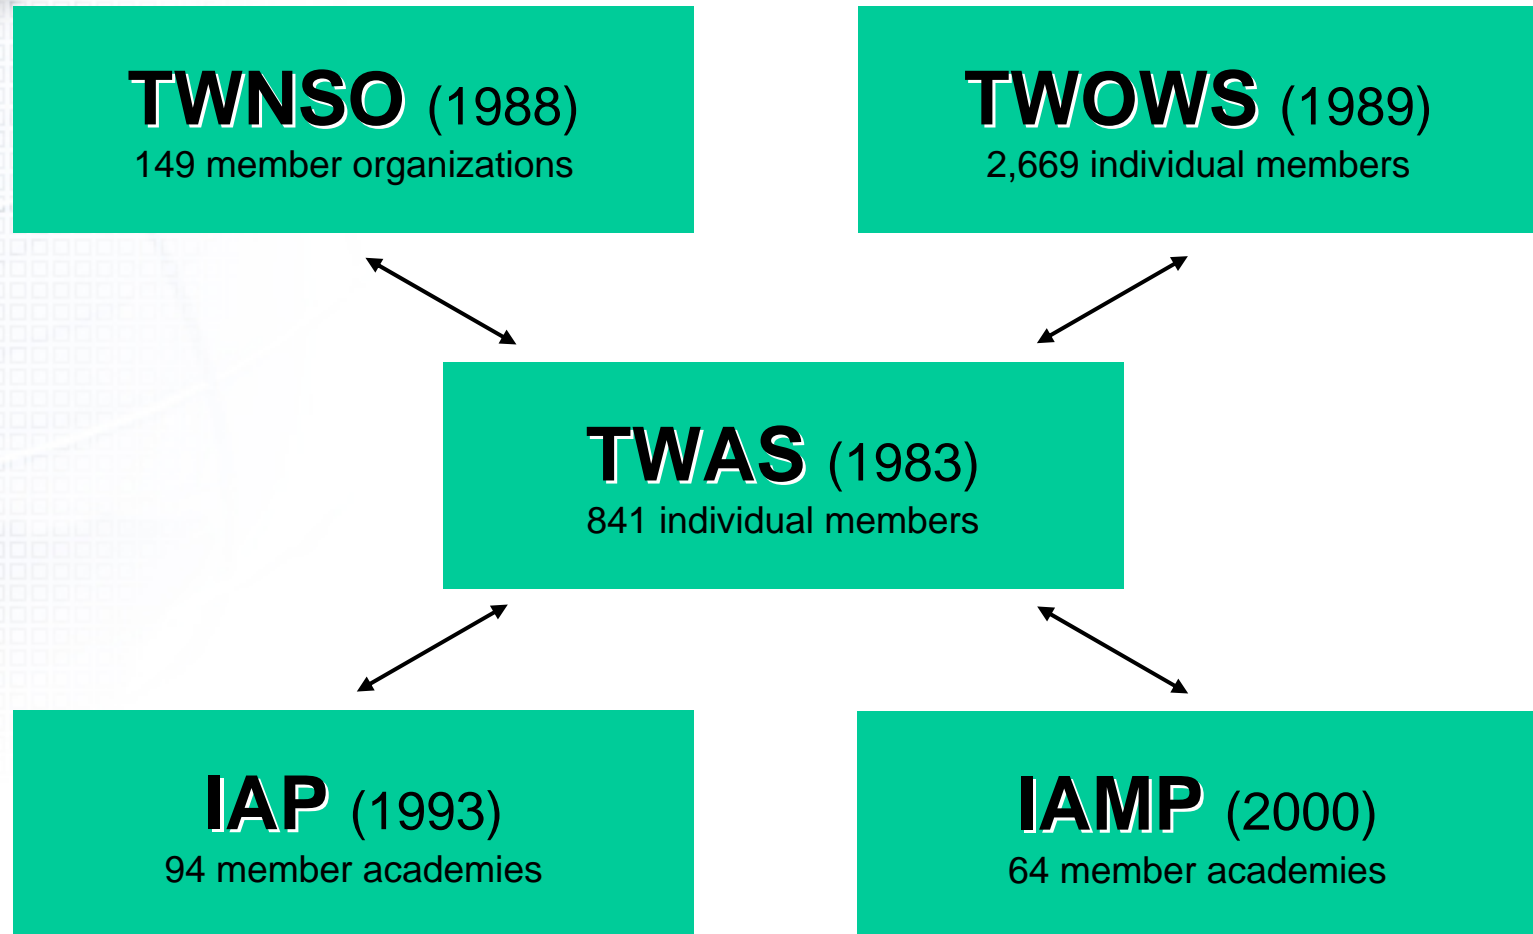 TWNSO (1988)
149 member organizations
TWOWS (1989)
2,669 individual members
TWAS (1983)
841 individual members
IAP (1993)
94 member academies
IAMP (2000)
64 member academies